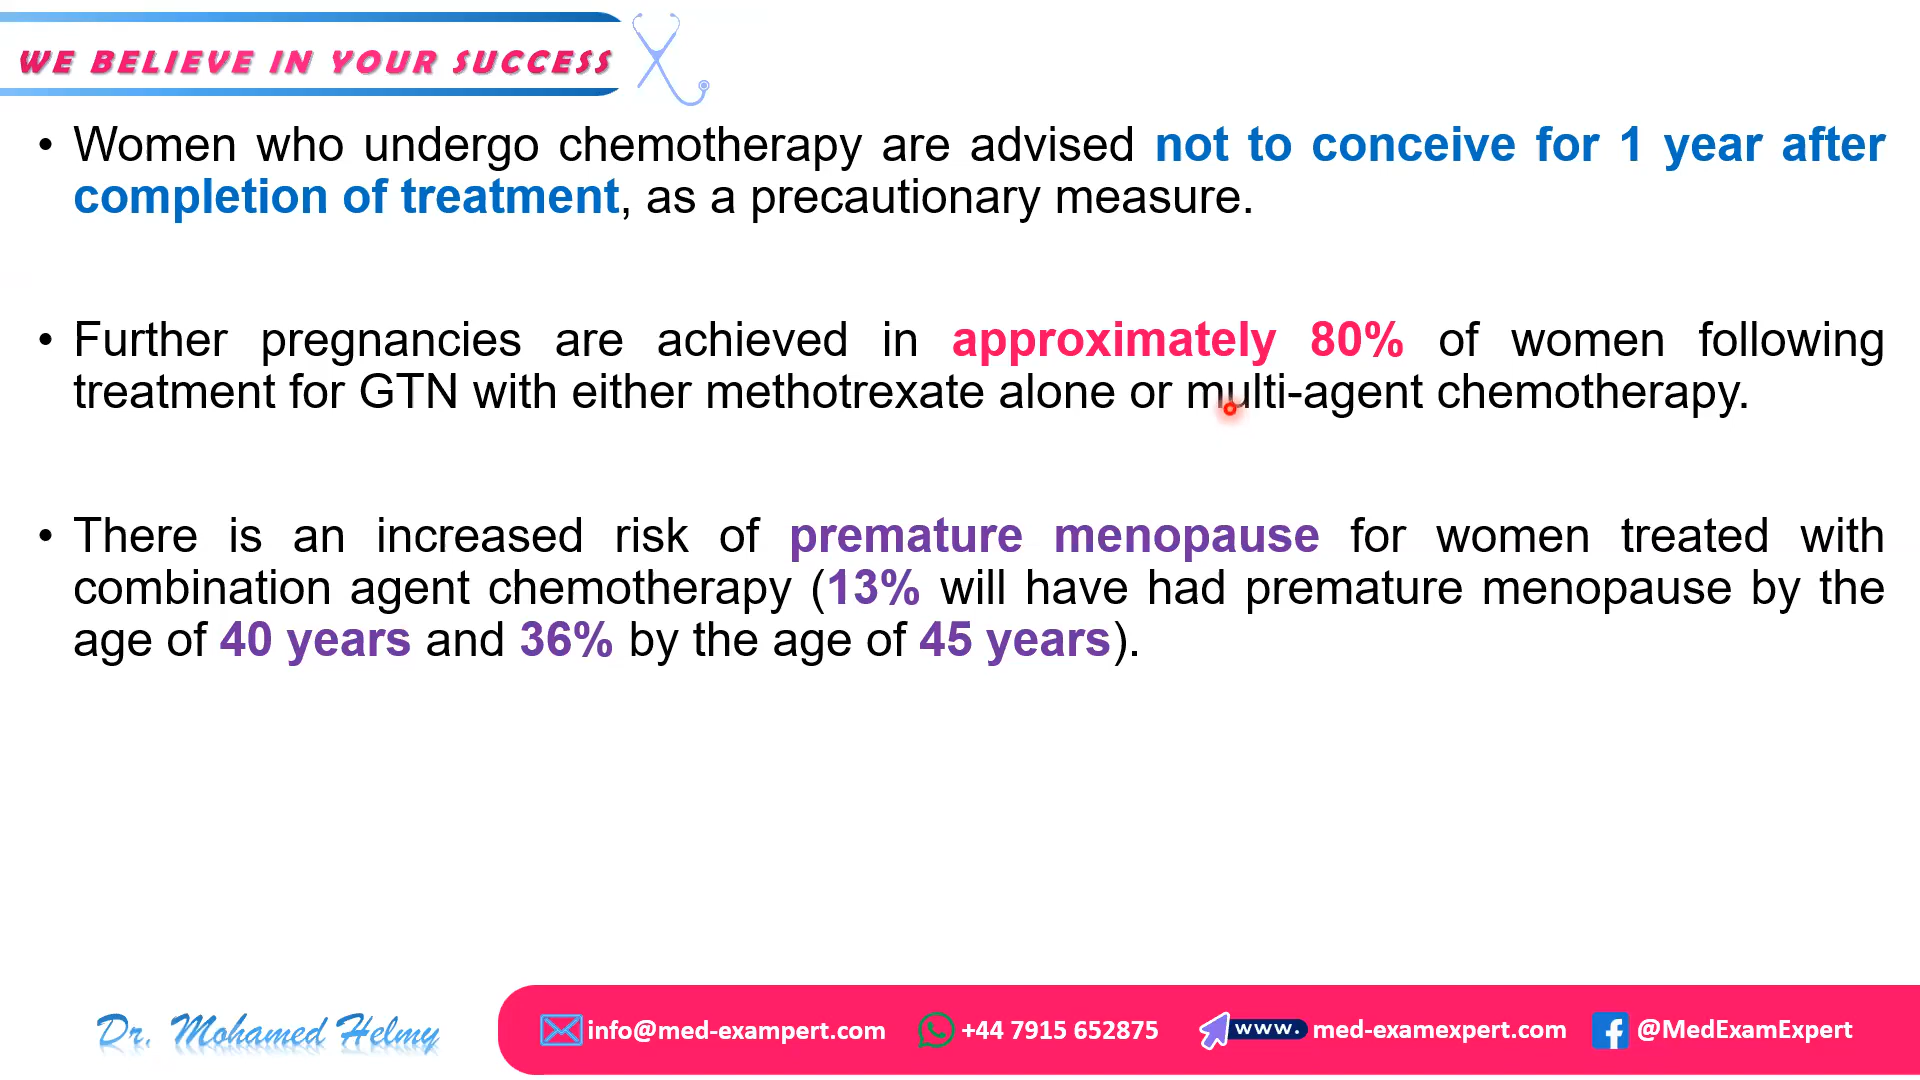 WE BELIEVE IN YOUR SUCCESS
• Women who undergo chemotherapy are advised not to conceive for 1 year after
completion of treatment, as a precautionary measure.
• Further pregnancies are achieved in approximately 80% of women following
treatment for GTN with either methotrexate alone or multi-agent chemotherapy.
• There is an increased risk of premature menopause for women treated with
combination agent chemotherapy (13% will have had premature menopause by the
age of 40 years and 36% by the age of 45 years).
Dr. Mohamed Helmy info@med-exampert.com +44 7915 652875 www. med-examexpert.com @MedExamExpert